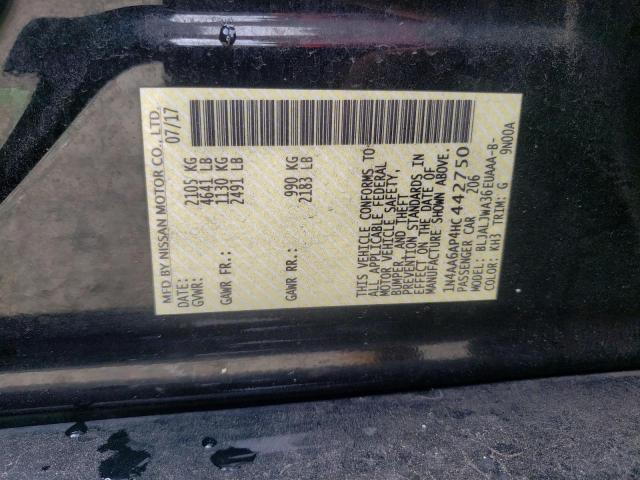 MFD BY NISSAN MOTOR CO., LTD.
DATE: 07/17
GVWR: 2105 KG
4641 LB
GAWR FR: 1130 KG
2491 LB
GAWR RR: 990 KG
2183 LB
THIS VEHICLE CONFORMS TO
ALL APPLICABLE FEDERAL
MOTOR VEHICLE SAFETY,
BUMPER, AND THEFT
PREVENTION STANDARDS IN
EFFECT ON THE DATE OF
MANUFACTURE SHOWN ABOVE.
1N4AA6AP4HC442750
PASSENGER CAR 206
MODEL: BLJALJWA36EUAAA-B-
COLOR: KH3 TRIM: G 9N00A